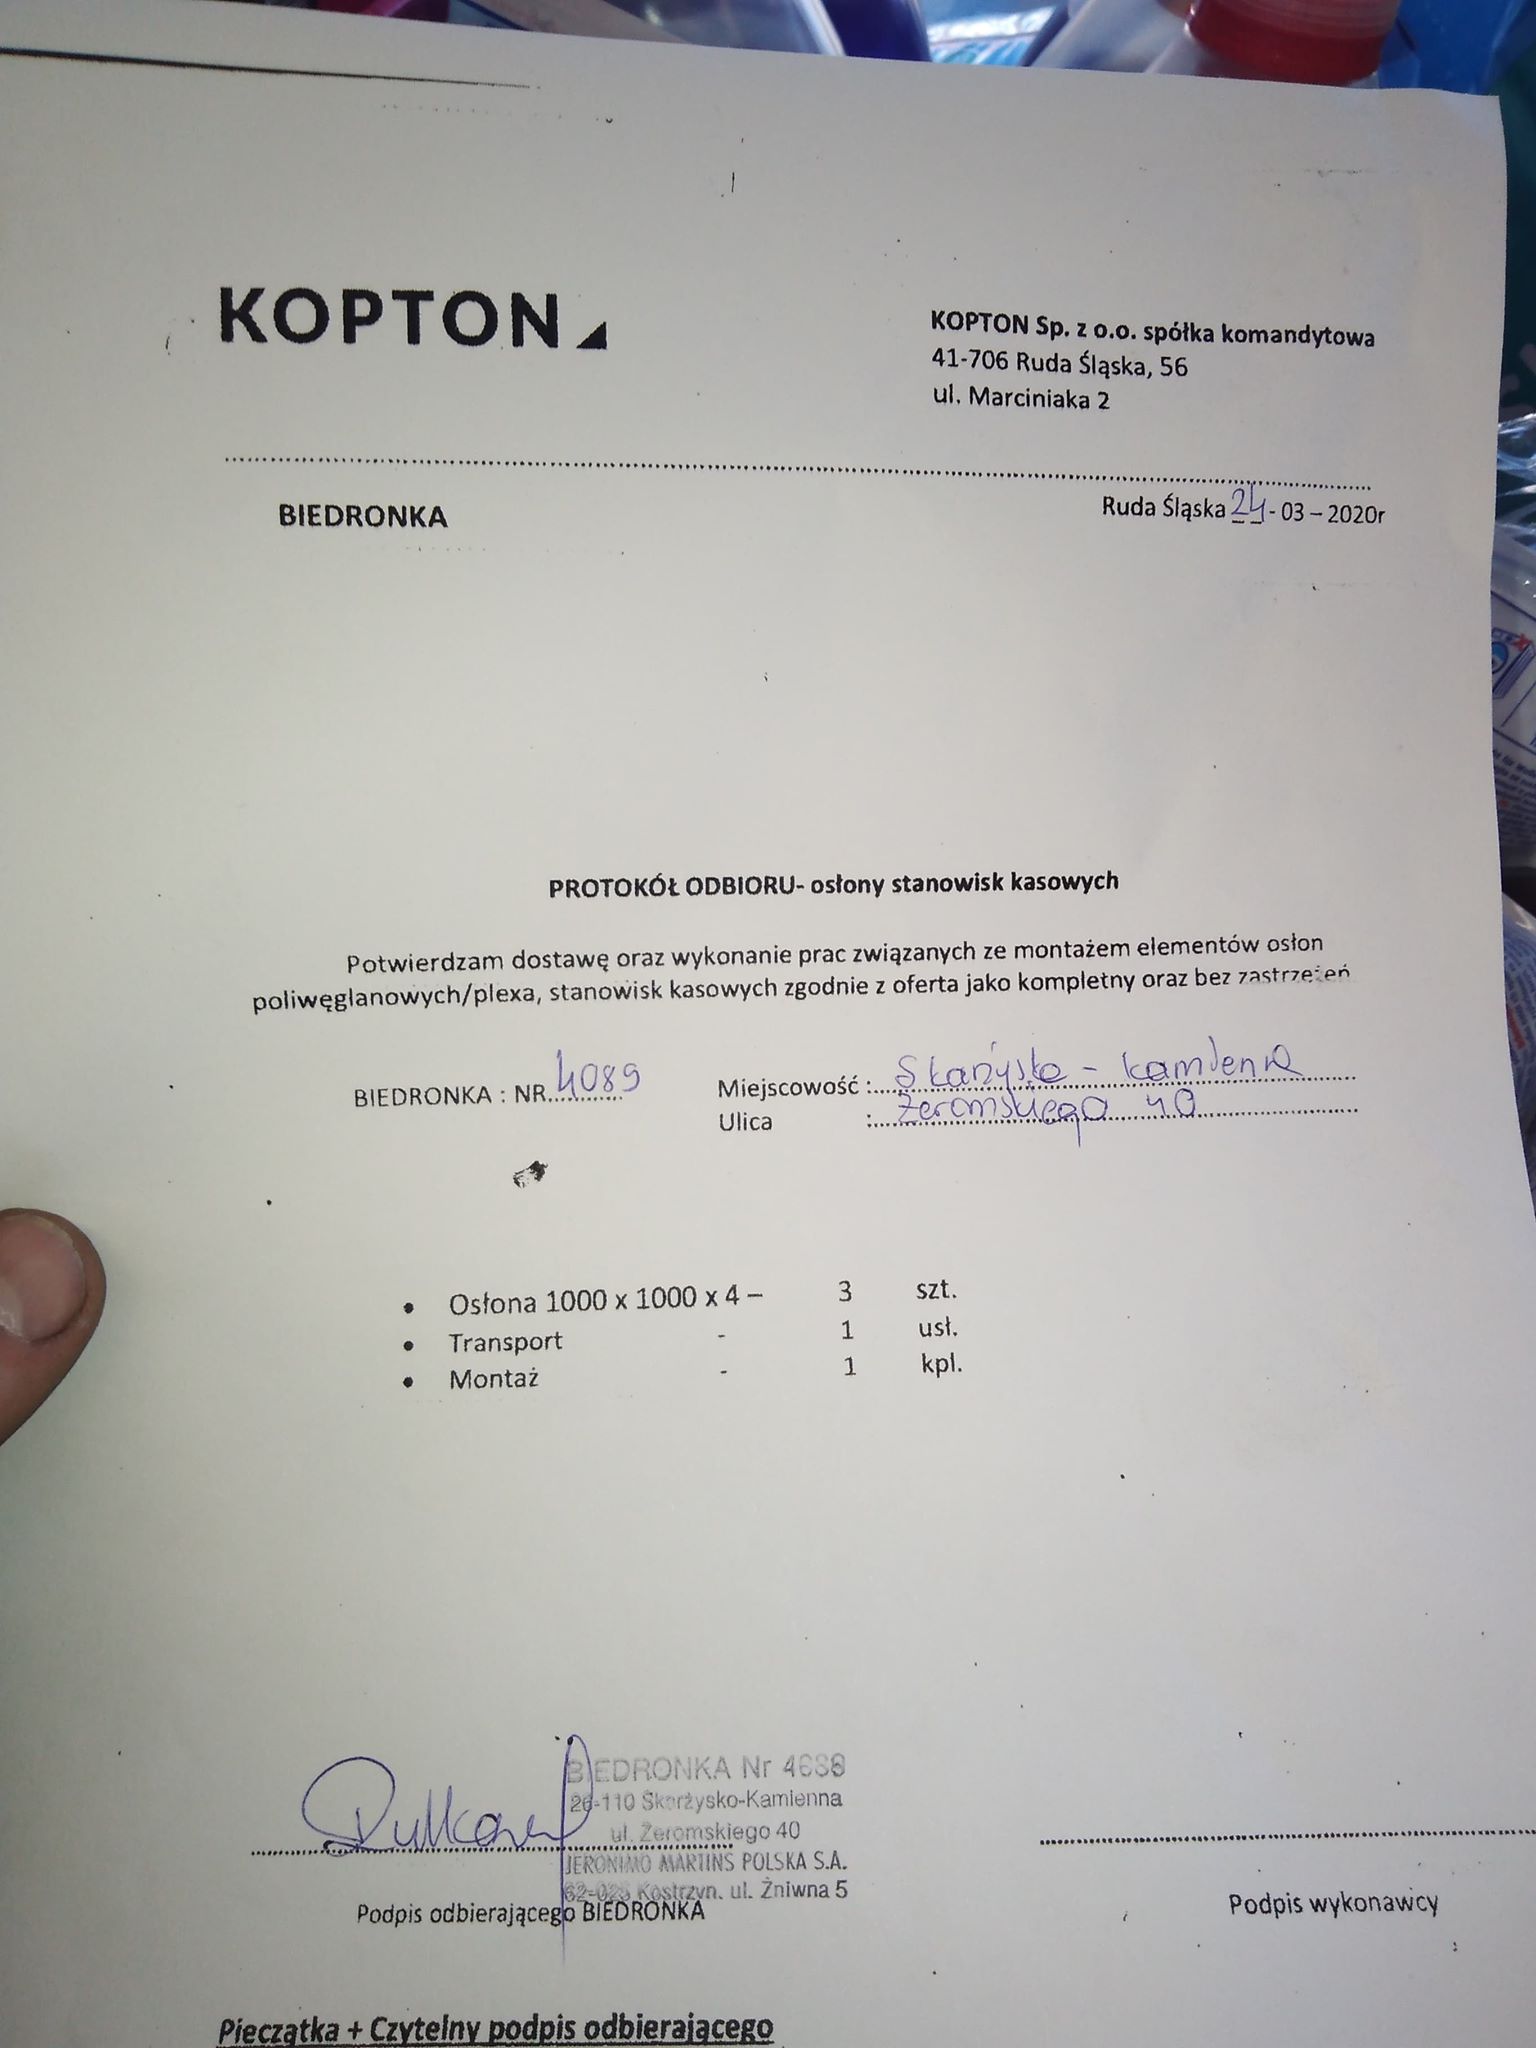 KOPTON
KOPTON Sp. z o.o. spółka komandytowa
41-706 Ruda Śląska, 56
ul. Marciniaka 2
BIEDRONKA
Ruda Śląska 24 - 03 – 2020r
PROTOKÓŁ ODBIORU- osłony stanowisk kasowych
Potwierdzam dostawę oraz wykonanie prac związanych ze montażem elementów osłon
poliwęglanowych/plexa, stanowisk kasowych zgodnie z oferta jako kompletny oraz bez zastrzeżeń
BIEDRONKA : NR 4089
Miejscowość : Skarżysko - Kamienna
Ulica : Żeromskiego 40
• Osłona 1000 x 1000 x 4 – 3 szt.
• Transport - 1 usł.
• Montaż - 1 kpl.
BIEDRONKA Nr
26-110 Skarżysko-Kamienna
ul. Żeromskiego 40
JERONIMO MARTINS POLSKA S.A.
62-025 Kostrzyn. ul. Żniwna 5
Podpis odbierającego BIEDRONKA
Podpis wykonawcy
Pieczątka + Czytelny podpis odbierającego